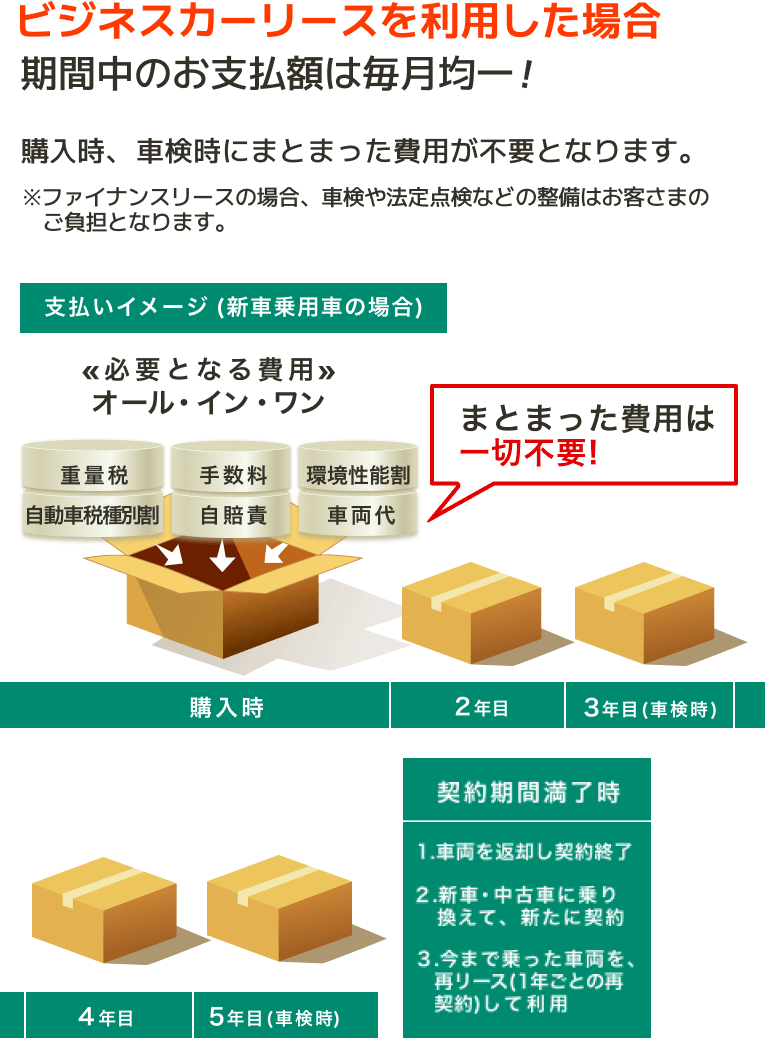 ビジネスカーリースを利用した場合
期間中のお支払額は毎月均一！
購入時、車検時にまとまった費用が不要となります。
※ファイナンスリースの場合、車検や法定点検などの整備はお客さまの
ご負担となります。
支払いイメージ (新車乗用車の場合)
≪必要となる費用≫
オール・イン・ワン
まとまった費用は
一切不要!
重量税
手数料
環境性能割
自動車税種別割
自賠責
車両代
購入時
2年目
3年目(車検時)
4年目
5年目(車検時)
契約期間満了時
1.車両を返却し契約終了
2.新車・中古車に乗り
換えて、新たに契約
3.今まで乗った車両を、
再リース(1年ごとの再
契約)して利用